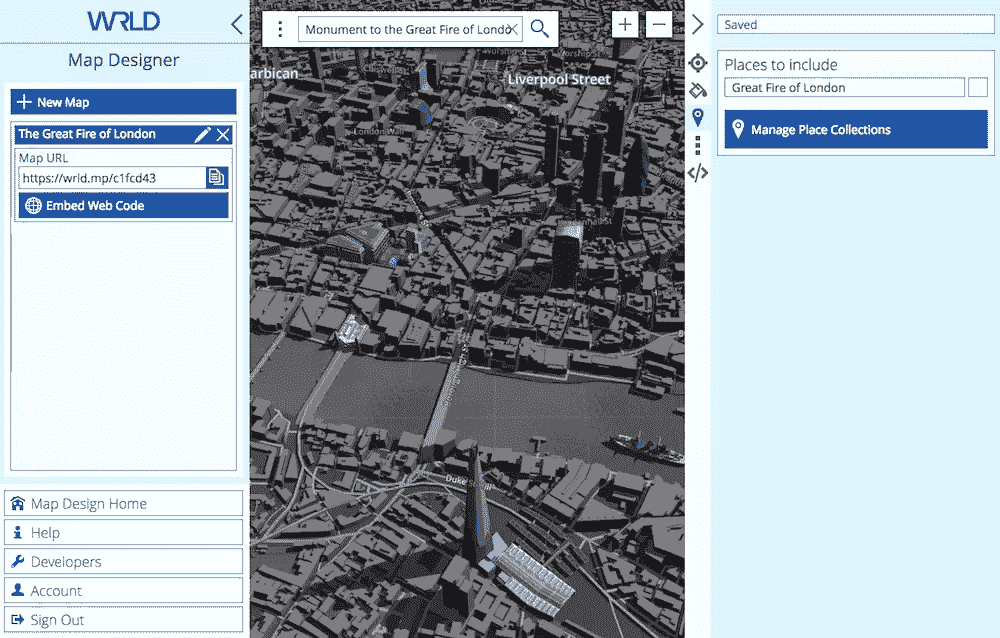 WRLD
Map Designer
New Map
The Great Fire of London
Map URL
https://wrld.mp/c1fcd43
Embed Web Code
Map Design Home
Help
Developers
Account
Sign Out
Monument to the Great Fire of Londo
arbican
Liverpool Street
London Wall
Duke St Hill
Saved
Places to include
Great Fire of London
Manage Place Collections